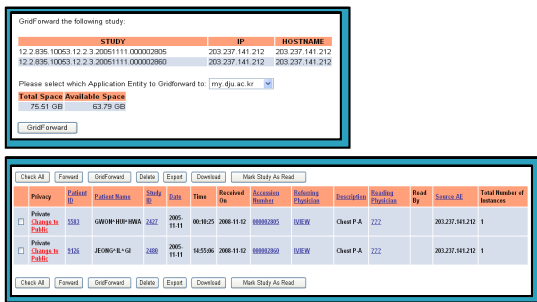 GridForward the following study:
STUDY IP HOSTNAME
12.2.835.10053.12.2.3.20051111.000002805 203.237.141.212 203.237.141.212
12.2.835.10053.12.2.3.20051111.000002860 203.237.141.212 203.237.141.212
Please select which Application Entity to Gridforward to: my.dju.ac.kr
Total Space Available Space
75.51 GB 63.79 GB
GridForward
Check All Forward GridForward Delete Export Download Mark Study As Read
Privacy Patient ID Patient Name Study ID Date Time Received On Accession Number Referring Physician Description Reading Physician Read By Source AE Total Number of Instances
Private Change to Public 5583 GWON^HUI^HWA 2427 2005-11-11 00:10:25 2008-11-12 000002805 IVIEW Chest P-A ??? 203.237.141.212 1
Private Change to Public 9126 JEONG^IL^GI 2480 2005-11-11 14:55:06 2008-11-12 000002860 IVIEW Chest P-A ??? 203.237.141.212 1
Check All Forward GridForward Delete Export Download Mark Study As Read